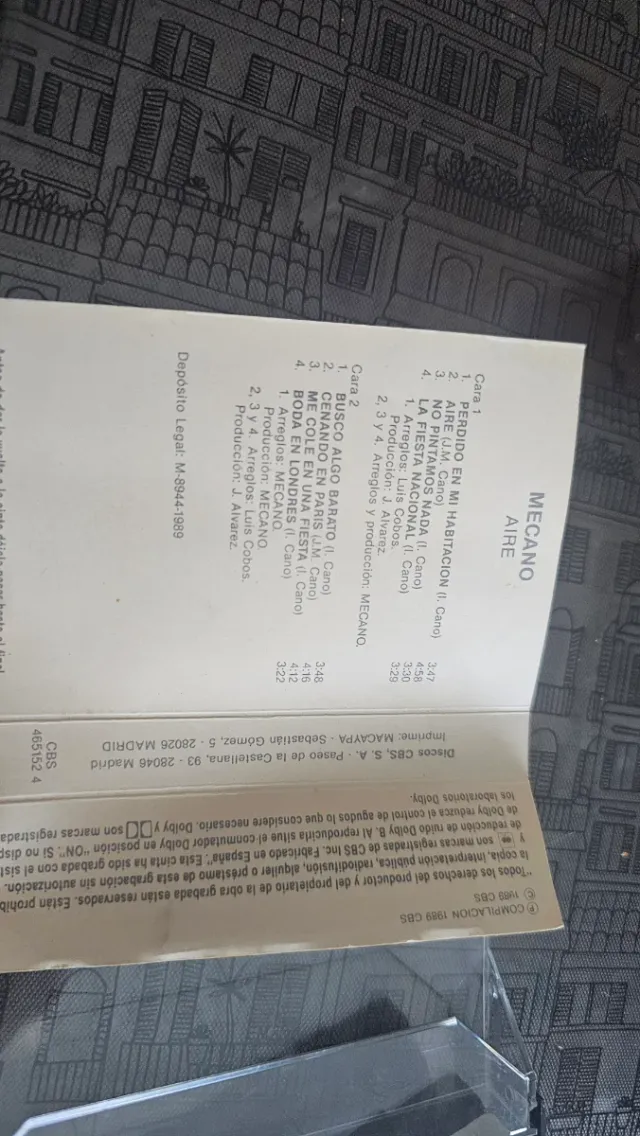 MECANO
AIRE
Cara 1
1. PERDIDO EN MI HABITACION (I. Cano) 3:47
2. AIRE (J.M. Cano) 4:58
3. NO PINTAMOS NADA (I. Cano) 3:30
4. LA FIESTA NACIONAL (I. Cano) 3:29
1. Arreglos: Luis Cobos.
Producción: J. Alvarez.
2, 3 y 4. Arreglos y producción: MECANO.
Cara 2
1. BUSCO ALGO BARATO (I. Cano) 3:48
2. CENANDO EN PARIS (J.M. Cano) 4:16
3. ME COLE EN UNA FIESTA (I. Cano) 4:12
4. BODA EN LONDRES (I. Cano) 3:22
1. Arreglos: MECANO.
Producción: MECANO
2, 3 y 4. Arreglos: Luis Cobos.
Producción: J. Alvarez.
Depósito Legal: M-8944-1989
Discos CBS, S. A. - Paseo de la Castellana, 93 - 28046 Madrid
Imprime: MACAYPA - Sebastián Gómez, 5 - 28026 MADRID
CBS
465152 4
Ⓟ COMPILACION 1989 CBS
© 1989 CBS
"Todos los derechos del productor y del propietario de la obra grabada están reservados. Están prohib
la copia, interpretación pública, radiodifusión, alquiler o préstamo de esta grabación sin autorización.
y son marcas registradas de CBS Inc. Fabricado en España". Esta cinta ha sido grabada con el sist
de reducción de ruido Dolby B. Al reproducirla situe el conmutador Dolby en posición "ON". Si no disp
de Dolby reduzca el control de agudos lo que considere necesario. Dolby y son marcas registradas
los laboratorios Dolby.